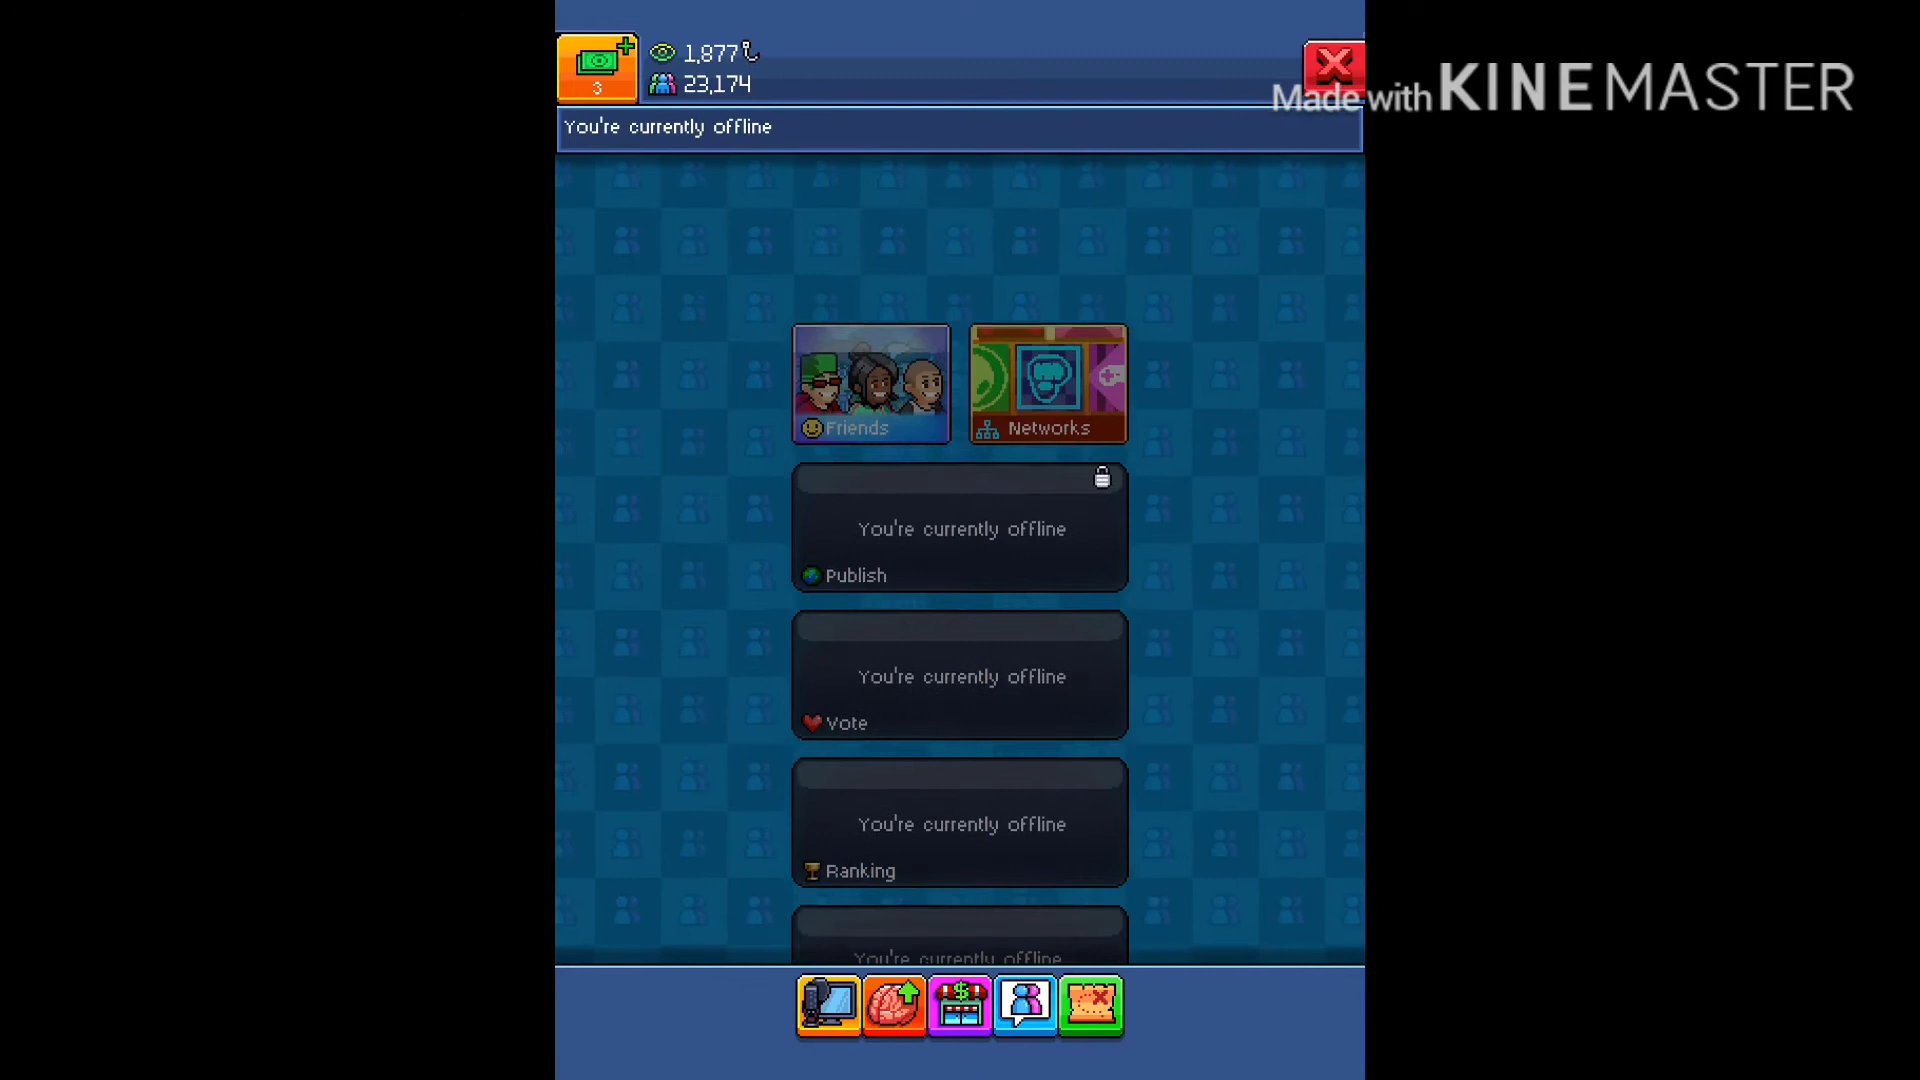 1,877
3
23,174
Made with KINEMASTER
You're currently offline
Friends
Networks
You're currently offline
Publish
You're currently offline
Vote
You're currently offline
Ranking
You're currently offline